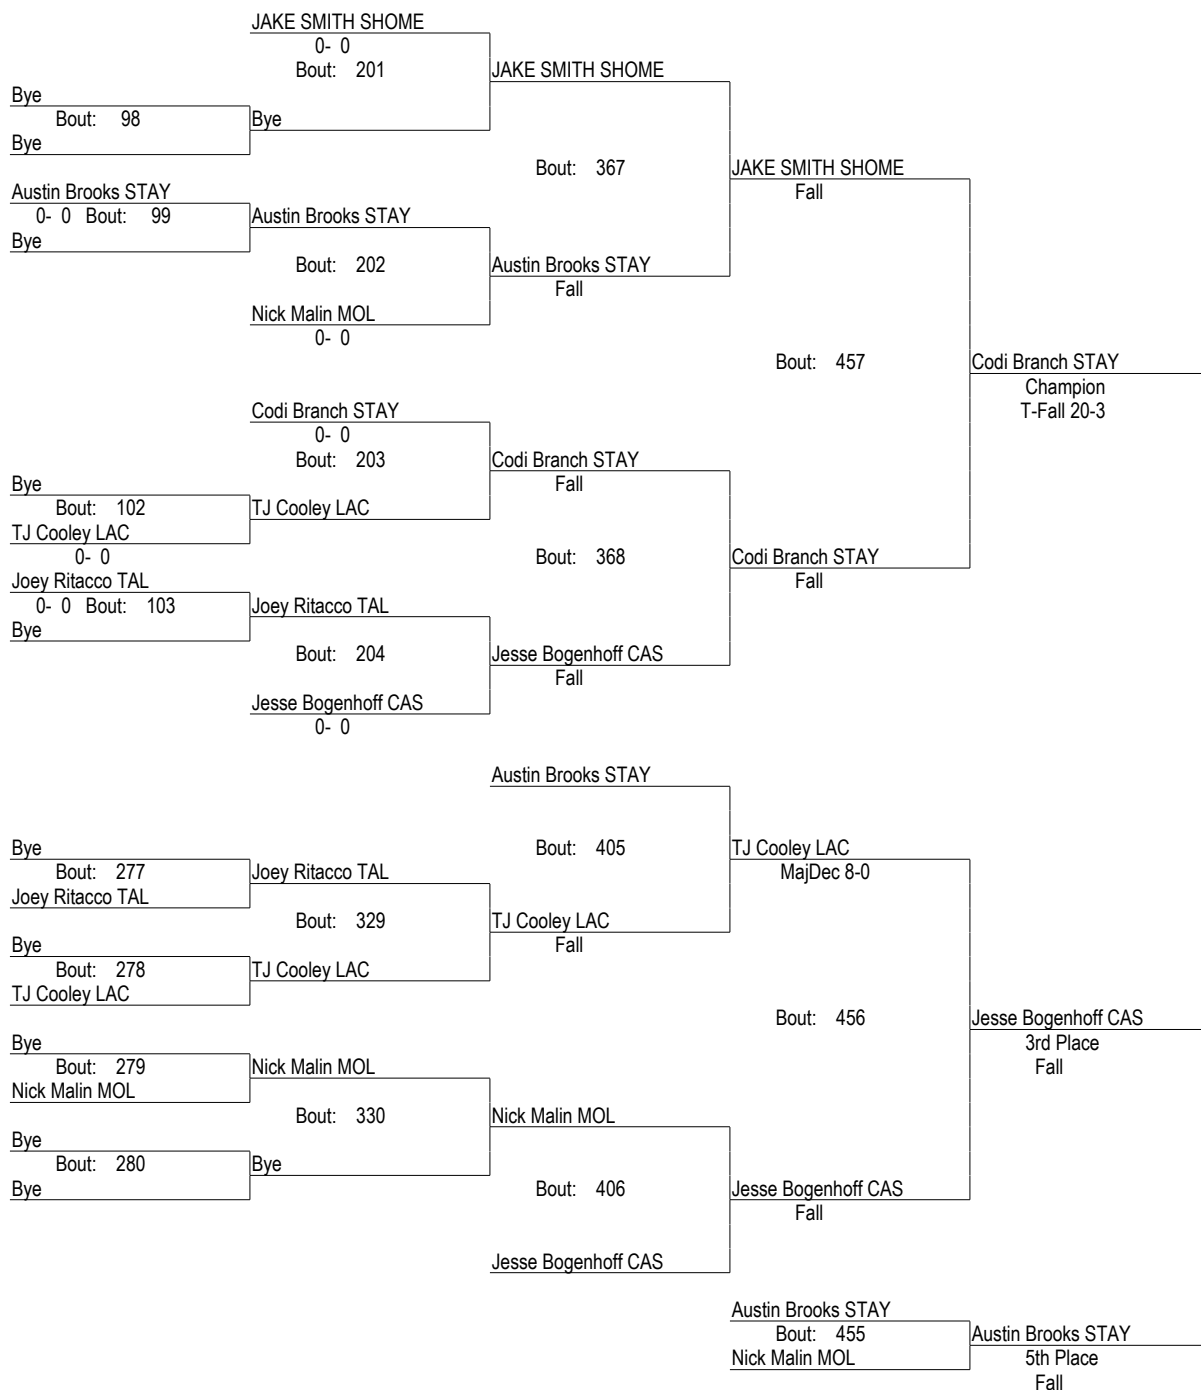 JAKE SMITH SHOME
0- 0
Bout: 201
JAKE SMITH SHOME
Bye
Bout: 98
Bye
Bye
Bout: 367
JAKE SMITH SHOME
Fall
Austin Brooks STAY
0- 0 Bout: 99
Austin Brooks STAY
Bye
Bout: 202
Austin Brooks STAY
Fall
Nick Malin MOL
0- 0
Bout: 457
Codi Branch STAY
Champion
T-Fall 20-3
Codi Branch STAY
0- 0
Bout: 203
Codi Branch STAY
Fall
Bye
Bout: 102
TJ Cooley LAC
TJ Cooley LAC
0- 0
Bout: 368
Codi Branch STAY
Fall
Joey Ritacco TAL
0- 0 Bout: 103
Joey Ritacco TAL
Bye
Bout: 204
Jesse Bogenhoff CAS
Fall
Jesse Bogenhoff CAS
0- 0
Austin Brooks STAY
Bye
Bout: 405
TJ Cooley LAC
MajDec 8-0
Bout: 277
Joey Ritacco TAL
Joey Ritacco TAL
Bout: 329
TJ Cooley LAC
Fall
Bye
Bout: 278
TJ Cooley LAC
TJ Cooley LAC
Bout: 456
Jesse Bogenhoff CAS
3rd Place
Fall
Bye
Bout: 279
Nick Malin MOL
Nick Malin MOL
Bout: 330
Nick Malin MOL
Bye
Bout: 280
Bye
Bye
Bout: 406
Jesse Bogenhoff CAS
Fall
Jesse Bogenhoff CAS
Austin Brooks STAY
Bout: 455
Austin Brooks STAY
Nick Malin MOL
5th Place
Fall